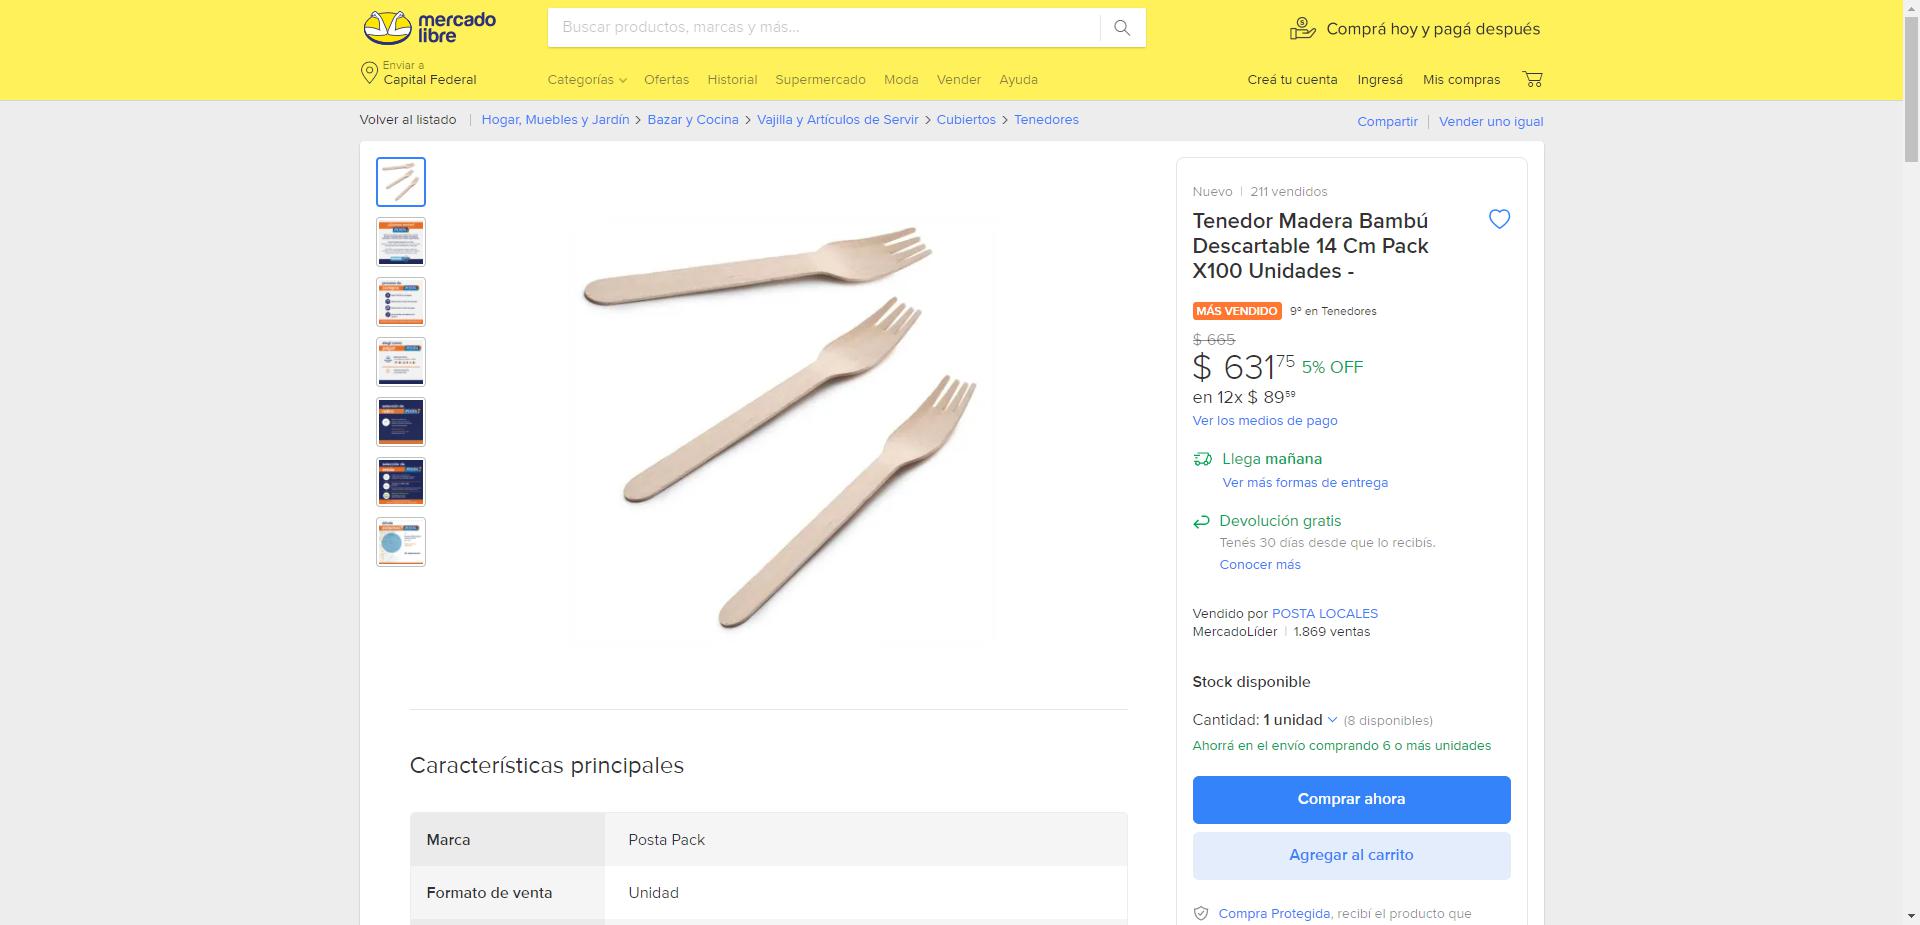 mercado
libre
Buscar productos, marcas y más...
Comprá hoy y pagá después
Enviar a
Capital Federal
Categorías
Ofertas
Historial
Supermercado
Moda
Vender
Ayuda
Creá tu cuenta
Ingresá
Mis compras
Volver al listado
Hogar, Muebles y Jardín > Bazar y Cocina > Vajilla y Artículos de Servir > Cubiertos > Tenedores
Compartir
Vender uno igual
Nuevo | 211 vendidos
Tenedor Madera Bambú
Descartable 14 Cm Pack
X100 Unidades -
MÁS VENDIDO 9º en Tenedores
$ 665
$ 631 75 5% OFF
en 12x $ 89 59
Ver los medios de pago
Llega mañana
Ver más formas de entrega
Devolución gratis
Tenés 30 días desde que lo recibís.
Conocer más
Vendido por POSTA LOCALES
MercadoLíder | 1.869 ventas
Stock disponible
Cantidad: 1 unidad (8 disponibles)
Ahorrá en el envío comprando 6 o más unidades
Comprar ahora
Agregar al carrito
Compra Protegida, recibí el producto que
Características principales
Marca Posta Pack
Formato de venta Unidad